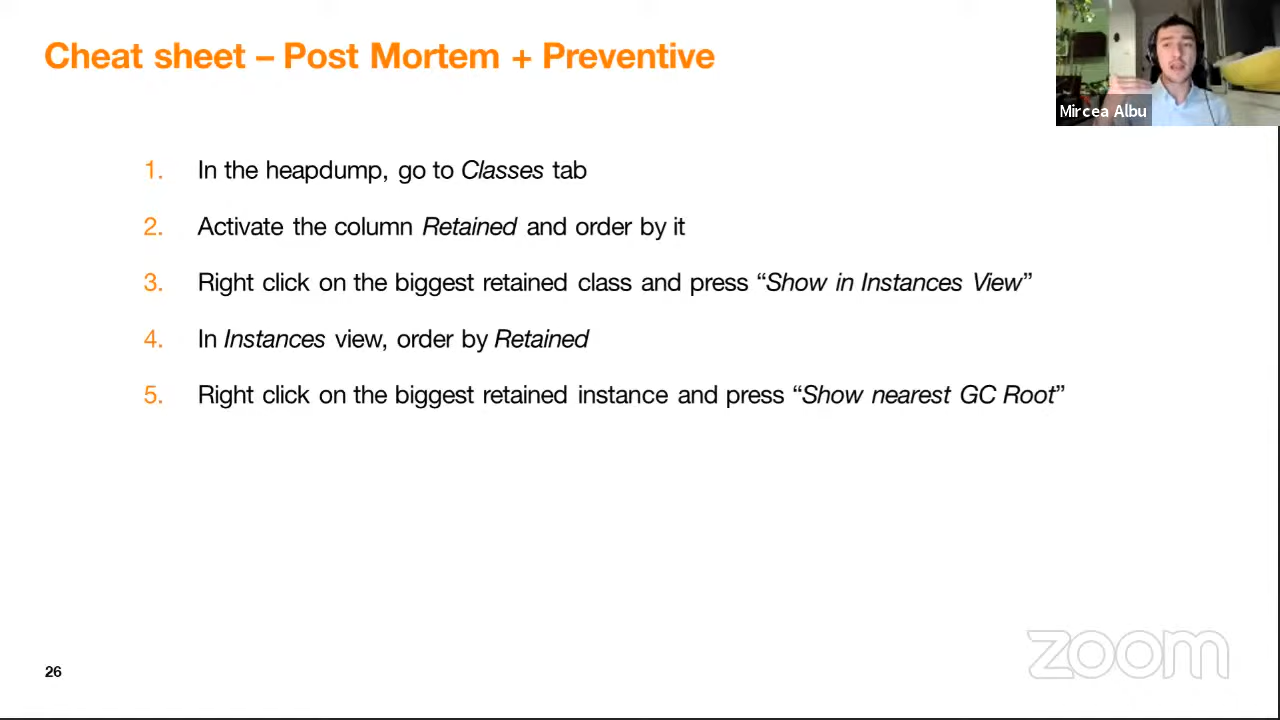 Cheat sheet – Post Mortem + Preventive
Mircea Albu
1. In the heapdump, go to Classes tab
2. Activate the column Retained and order by it
3. Right click on the biggest retained class and press “Show in Instances View”
4. In Instances view, order by Retained
5. Right click on the biggest retained instance and press “Show nearest GC Root”
zoom
26